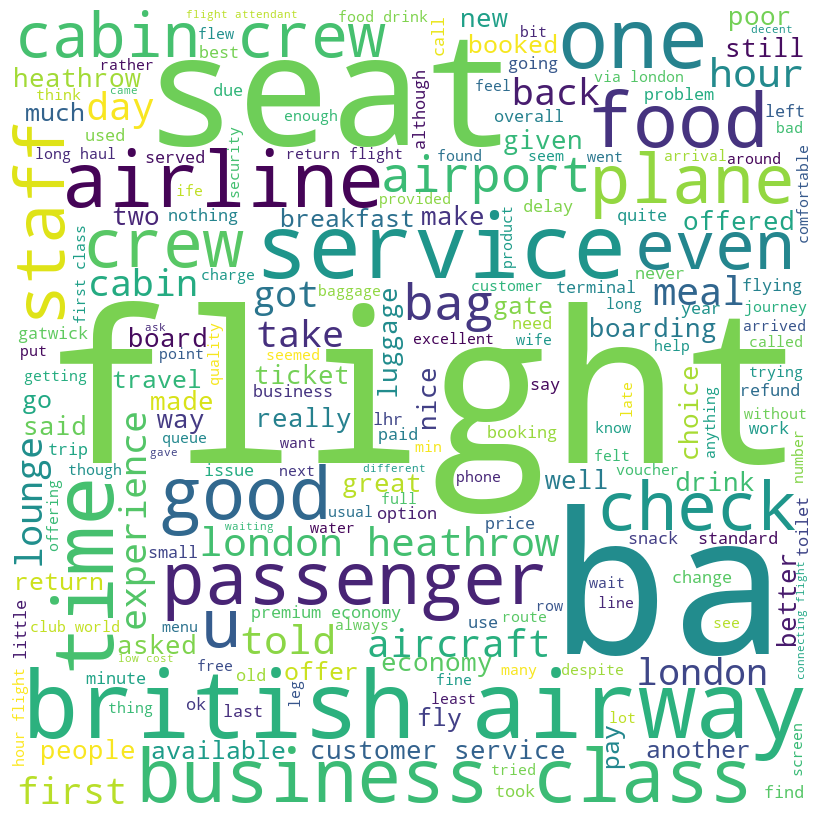 flight attendant
food drink
call
bit
new
poor
decent
cabin crew
seat
one
flew
best
booked
still
rather
going
heathrow
although
back
hour
think
day
due
feel
via london
problem
left
much
used
enough
overall
food
bad
staff
long haul
served
security
return flight
given
found
seem
went
arrival
around
comfortable
airline
ife
provided
airport
plane
two
nothing
breakfast
make
product
delay
quite
offered
first class
crew
service
even
never
cabin
charge
customer
terminal
flying
got
baggage
bag
long
meal
year
journey
gatwick
board
ask
take
luggage
gate
need
boarding
arrived
put
point
quality
seemed
excellent
wife
help
called
flight
getting
travel
ticket
nice
say
trying
go
made
business
late
choice
refund
said
way
really
lhr
want
paid
min
booking
know
anything
work
without
number
trip
queue
lounge
though
gave
issue
next
different
great
phone
well
felt
voucher
drink
time
experience
good
full
offering
usual
option
price
check
waiting
water
snack
standard
toilet
small
london heathrow
return
passenger
ba
wait
change
better
connecting flight
little
club world
menu
u
premium economy
use
route
row
line
see
asked
told
always
aircraft
low cost
minute
free
old
offer
economy
fine
many
despite
london
hour flight
thing
ok
last
leg
fly
least
lot
british airway
people
available
customer service
pay
another
screen
first
business class
tried
took
find